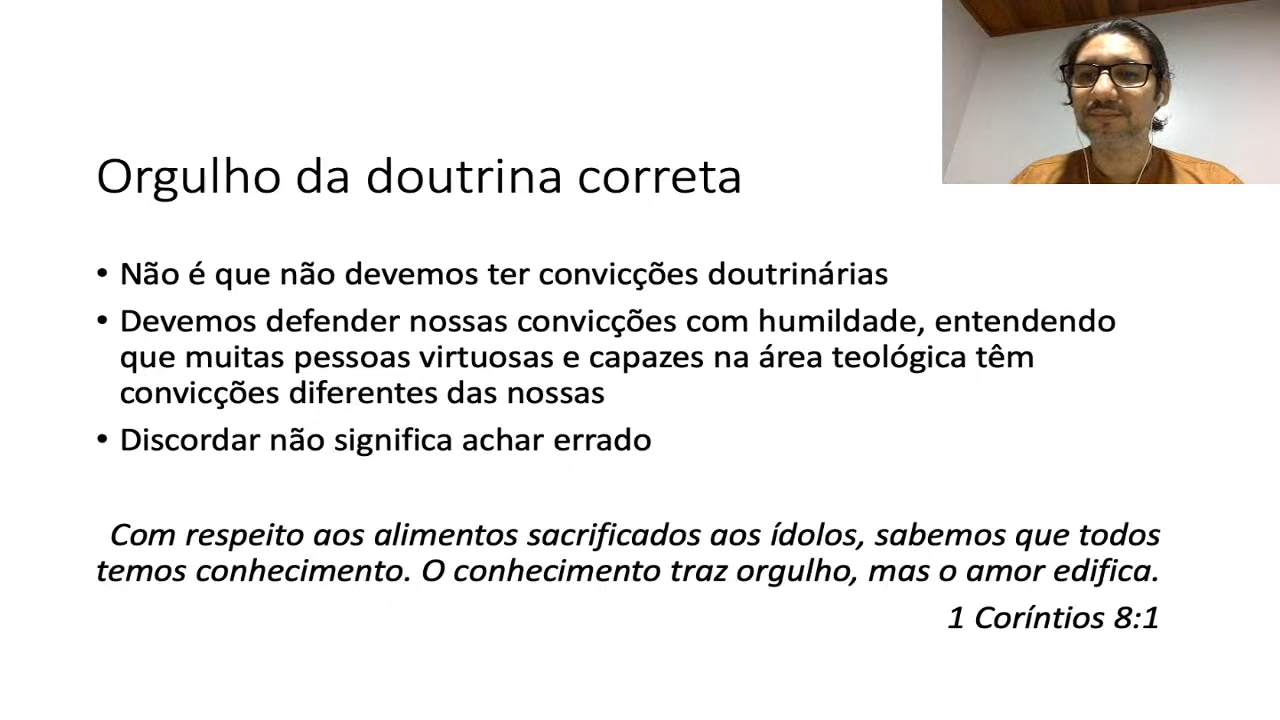 Orgulho da doutrina correta
• Não é que não devemos ter convicções doutrinárias
• Devemos defender nossas convicções com humildade, entendendo
que muitas pessoas virtuosas e capazes na área teológica têm
convicções diferentes das nossas
• Discordar não significa achar errado
Com respeito aos alimentos sacrificados aos ídolos, sabemos que todos
temos conhecimento. O conhecimento traz orgulho, mas o amor edifica.
1 Coríntios 8:1